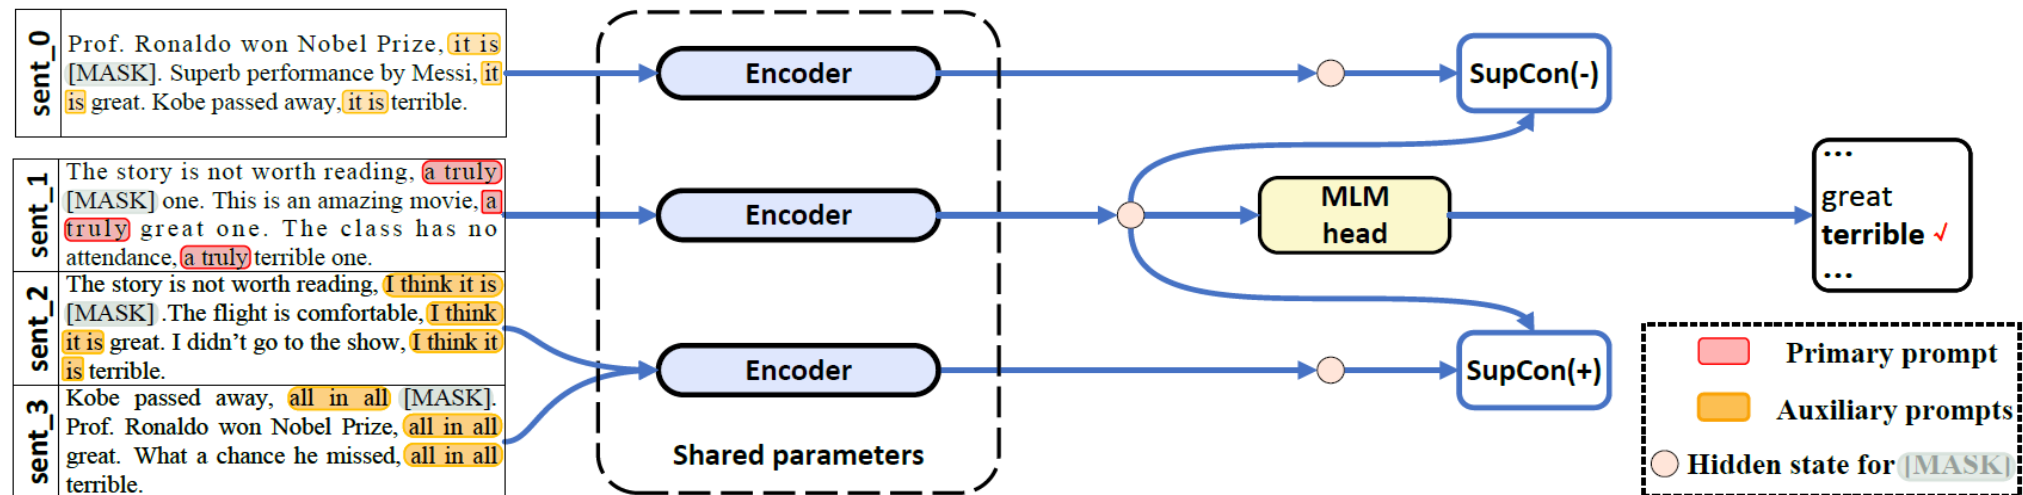 sent_0
Prof. Ronaldo won Nobel Prize, it is
[MASK]. Superb performance by Messi, it
is great. Kobe passed away, it is terrible.
sent_1
The story is not worth reading, a truly
[MASK] one. This is an amazing movie, a
truly great one. The class has no
attendance, a truly terrible one.
sent_2
The story is not worth reading, I think it is
[MASK] .The flight is comfortable, I think
it is great. I didn't go to the show, I think it
is terrible.
sent_3
Kobe passed away, all in all [MASK].
Prof. Ronaldo won Nobel Prize, all in all
great. What a chance he missed, all in all
terrible.
Encoder
Encoder
Encoder
Shared parameters
SupCon(-)
MLM
head
SupCon(+)
...
great
terrible √
...
Primary prompt
Auxiliary prompts
Hidden state for [MASK]